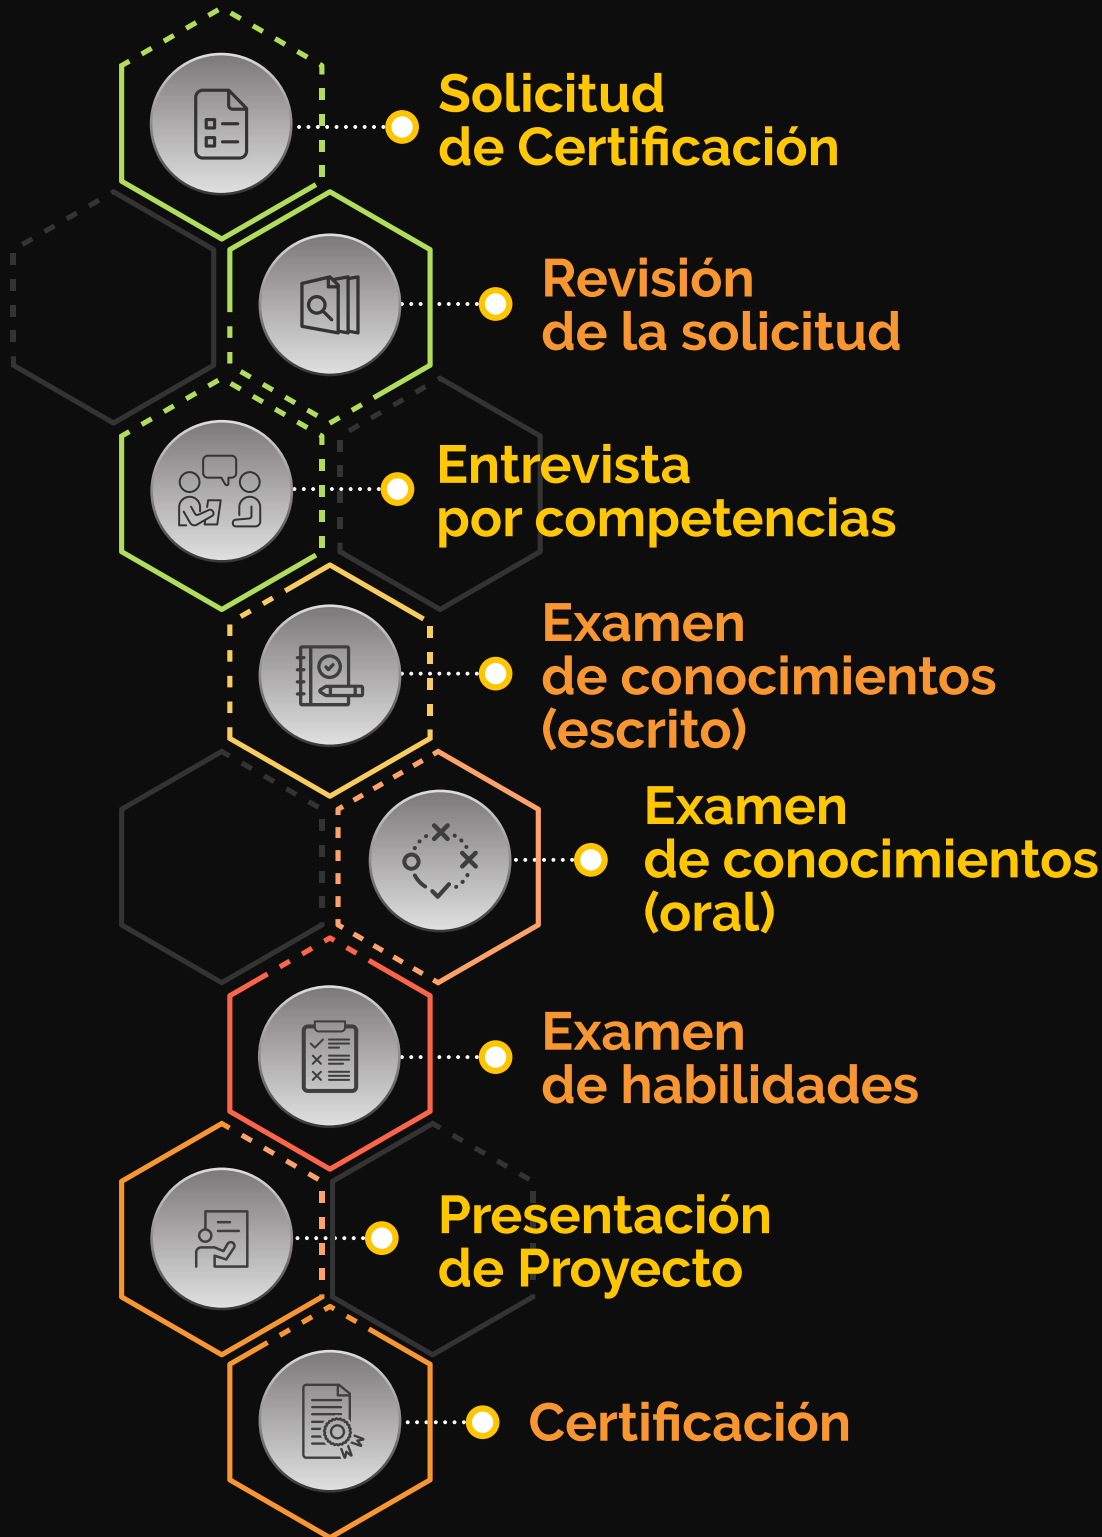 Solicitud
de Certificación
Revisión
de la solicitud
Entrevista
por competencias
Examen
de conocimientos
(escrito)
Examen
de conocimientos
(oral)
Examen
de habilidades
Presentación
de Proyecto
Certificación